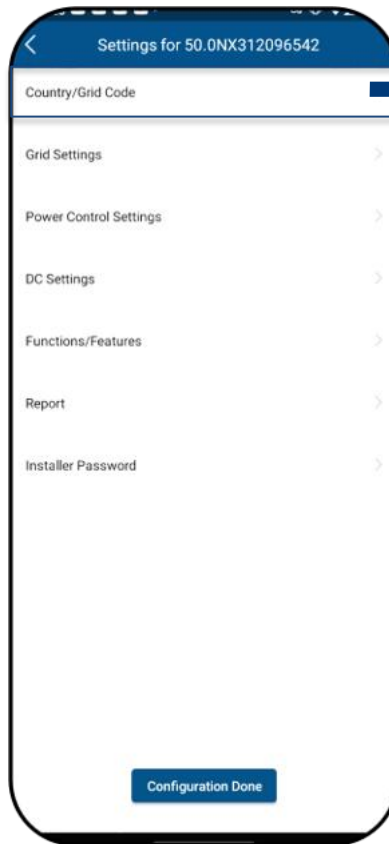 Settings for 50.0NX312096542
Country/Grid Code
Grid Settings
Power Control Settings
DC Settings
Functions/Features
Report
Installer Password
Configuration Done